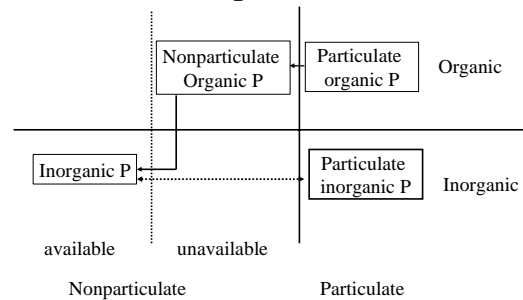 Nonparticulate
Organic P
Particulate
organic P
Organic
Inorganic P
Particulate
inorganic P
Inorganic
available
unavailable
Nonparticulate
Particulate